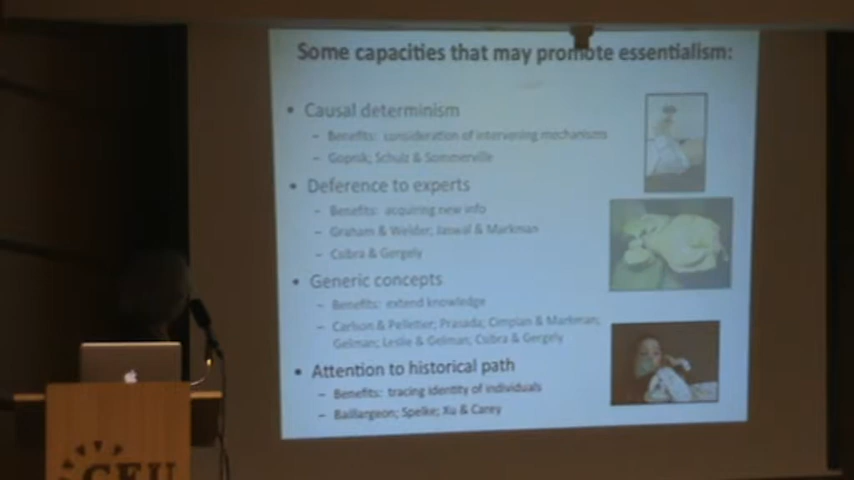 Some capacities that may promote essentialism:
• Causal determinism
– Benefits: consideration of intervening mechanisms
– Gopnik; Schulz & Sommerville
• Deference to experts
– Benefits: acquiring new info
– Graham & Welder; Jaswal & Markman
– Csibra & Gergely
• Generic concepts
– Benefits: extend knowledge
– Carlson & Pelletier; Prasada; Cimpian & Markman;
Gelman; Leslie & Gelman; Csibra & Gergely
• Attention to historical path
– Benefits: tracing identity of individuals
– Baillargeon; Spelke; Xu & Carey
CEU